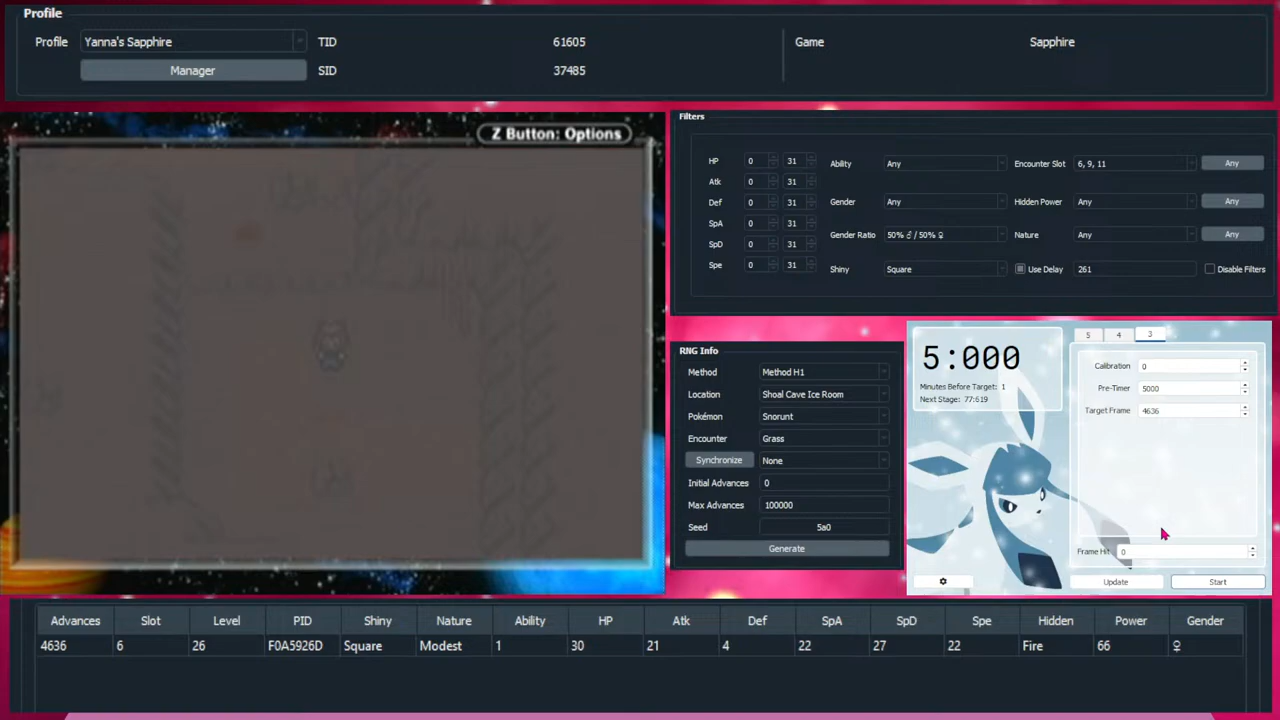 Profile
Profile Yanna's Sapphire TID 61605 Game Sapphire
Manager SID 37485
Z Button: Options
Filters
HP 0 31 Ability Any Encounter Slot 6, 9, 11 Any
Atk 0 31
Def 0 31 Gender Any Hidden Power Any Any
SpA 0 31
SpD 0 31 Gender Ratio 50% ♂ / 50% ♀ Nature Any Any
Spe 0 31 Shiny Square Use Delay 261 Disable Filters
RNG Info
Method Method H1
Location Shoal Cave Ice Room
Pokémon Snorunt
Encounter Grass
Synchronize None
Initial Advances 0
Max Advances 100000
Seed 5a0
Generate
5:000
Minutes Before Target: 1
Next Stage: 77:619
5 4 3
Calibration 0
Pre-Timer 5000
Target Frame 4636
Frame Hit 0
Update Start
Advances Slot Level PID Shiny Nature Ability HP Atk Def SpA SpD Spe Hidden Power Gender
4636 6 26 F0A5926D Square Modest 1 30 21 4 22 27 22 Fire 66 ♀